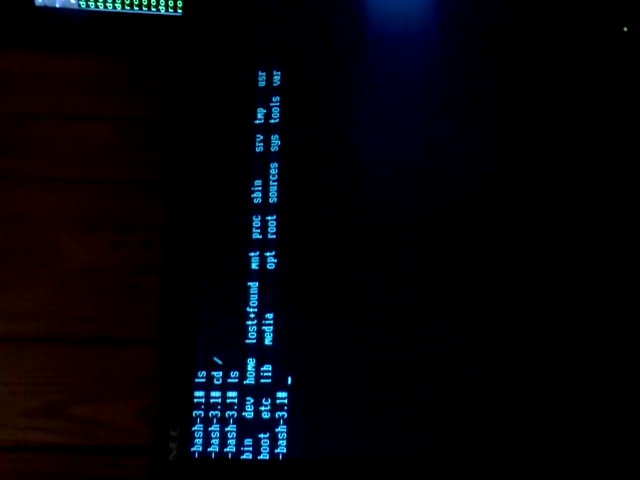 -bash-3.1# ls
-bash-3.1# cd /
-bash-3.1# ls
bin dev home lost+found mnt proc sbin srv tmp usr
boot etc lib media opt root sources sys tools var
-bash-3.1# _
NEC